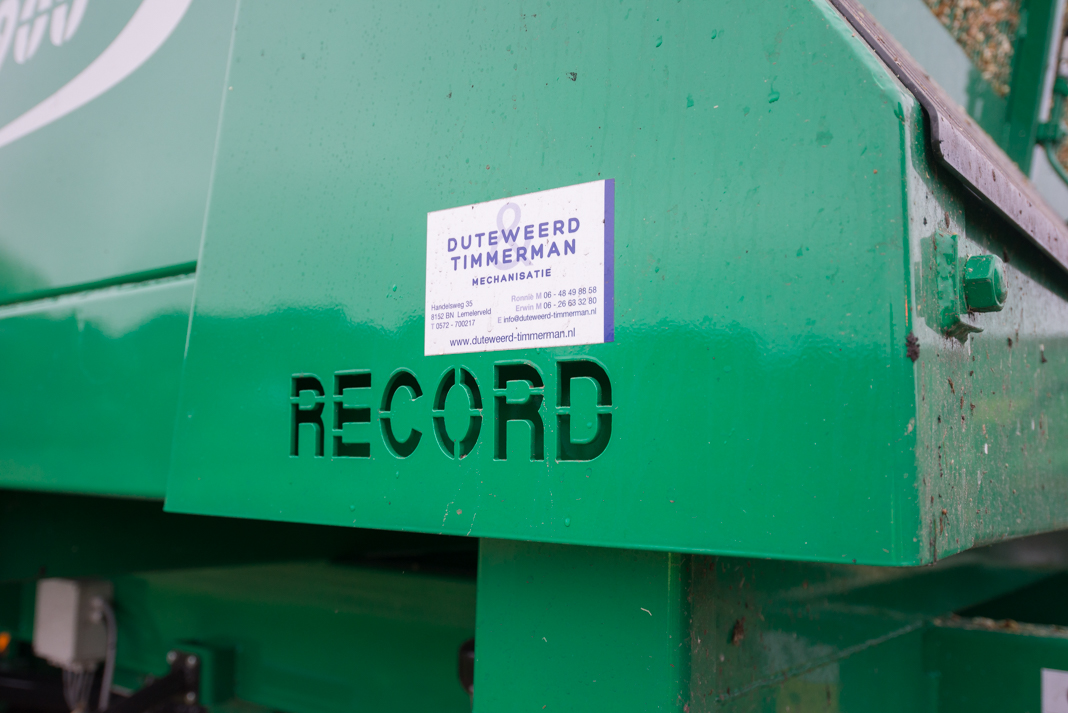 900
&
DUTEWEERD
TIMMERMAN
MECHANISATIE
Handelsweg 35
8152 BN Lemelerveld
T 0572 - 700217
Ronnie M 06 - 48 49 88 58
Erwin M 06 - 26 63 32 80
E info@duteweerd-timmerman.nl
www.duteweerd-timmerman.nl
RECORD